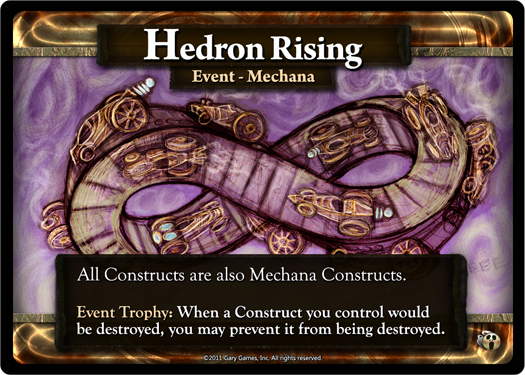 Hedron Rising
Event - Mechana
All Constructs are also Mechana Constructs.
Event Trophy: When a Construct you control would
be destroyed, you may prevent it from being destroyed.
©2011 Gary Games, Inc. All rights reserved.